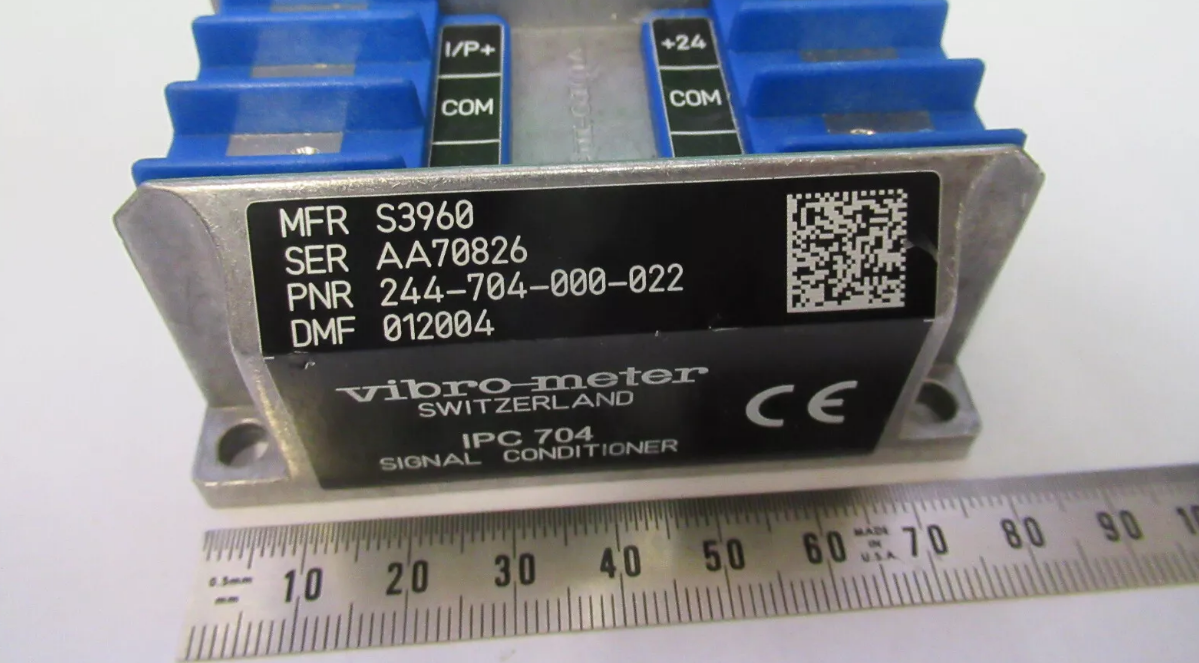 I/P+
COM
+24
COM
MFR S3960
SER AA70826
PNR 244-704-000-022
DMF 012004
vibro-meter
SWITZERLAND
IPC 704
SIGNAL CONDITIONER
CE
0.5mm
mm
10 20 30 40 50 60 70 80 90
MADE
IN
U.S.A.